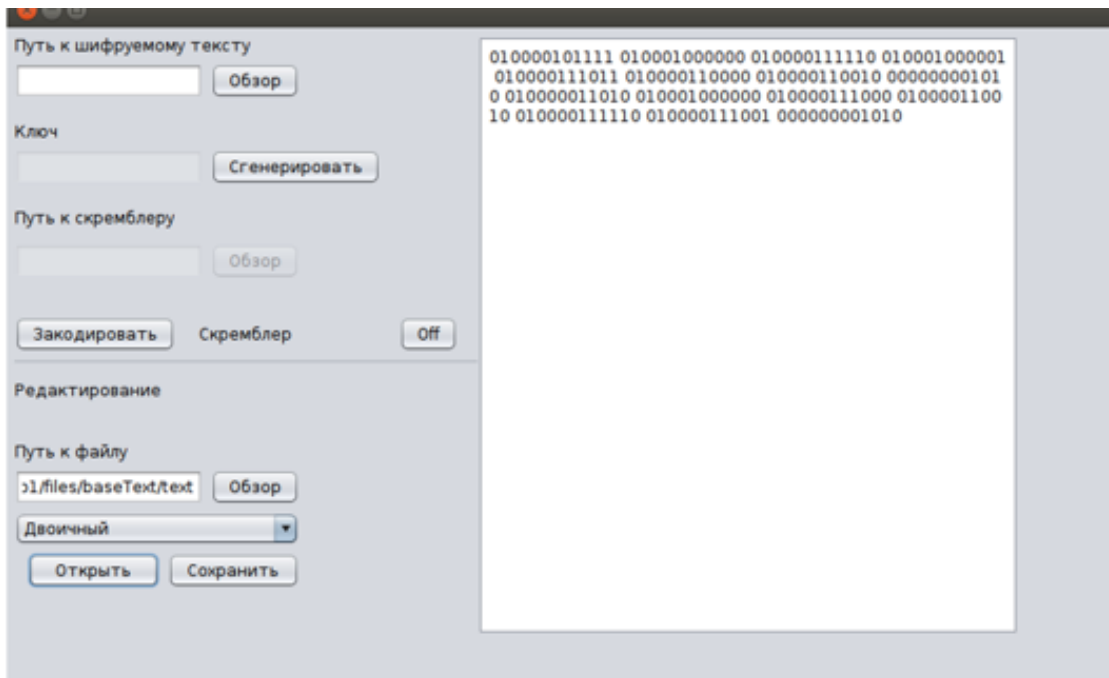 Путь к шифруемому тексту
Обзор
Ключ
Сгенерировать
Путь к скремблеру
Обзор
Закодировать
Скремблер
Off
Редактирование
Путь к файлу
ɔ1/files/baseText/text
Обзор
Двоичный
Открыть
Сохранить
010000101111 010001000000 010000111110 010001000001
010000111011 010000110000 010000110010 00000000101
0 010000011010 010001000000 010000111000 0100001100
10 010000111110 010000111001 000000001010